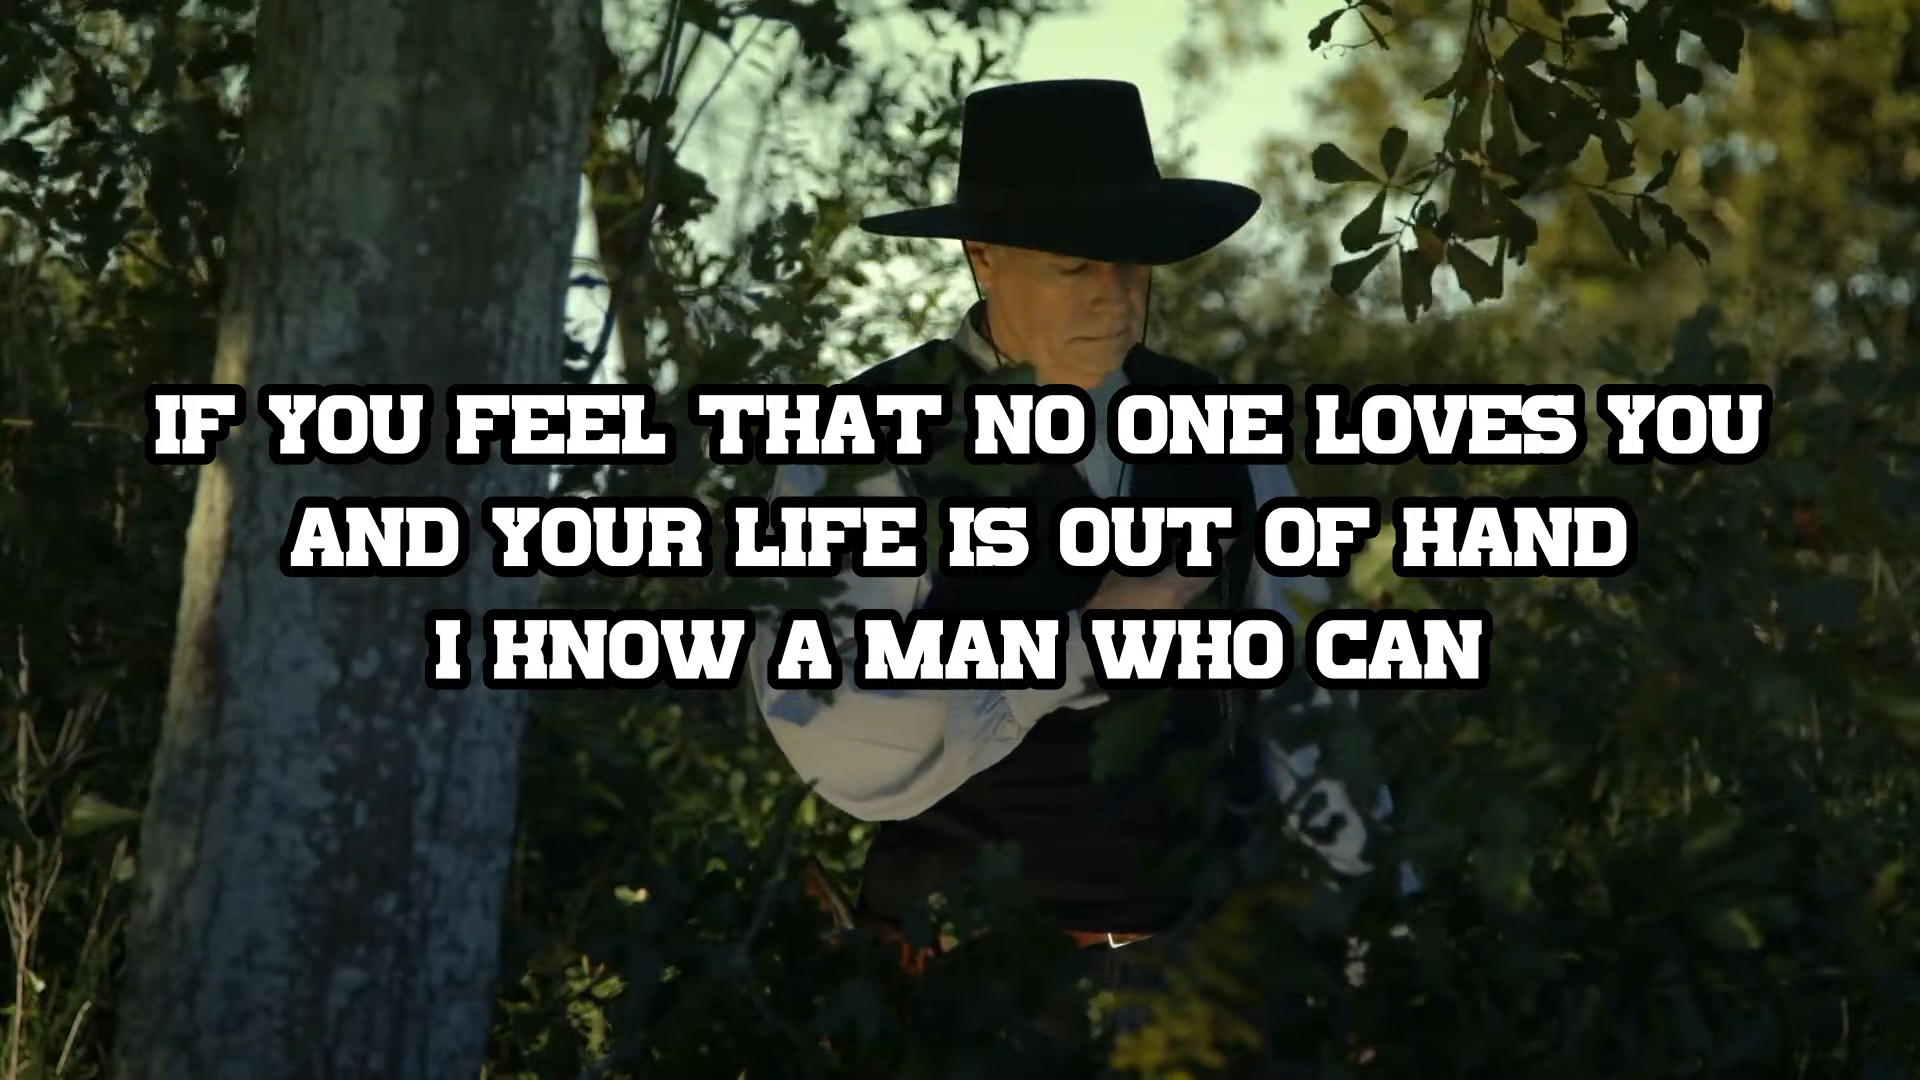 IF YOU FEEL THAT NO ONE LOVES YOU
AND YOUR LIFE IS OUT OF HAND
I KNOW A MAN WHO CAN